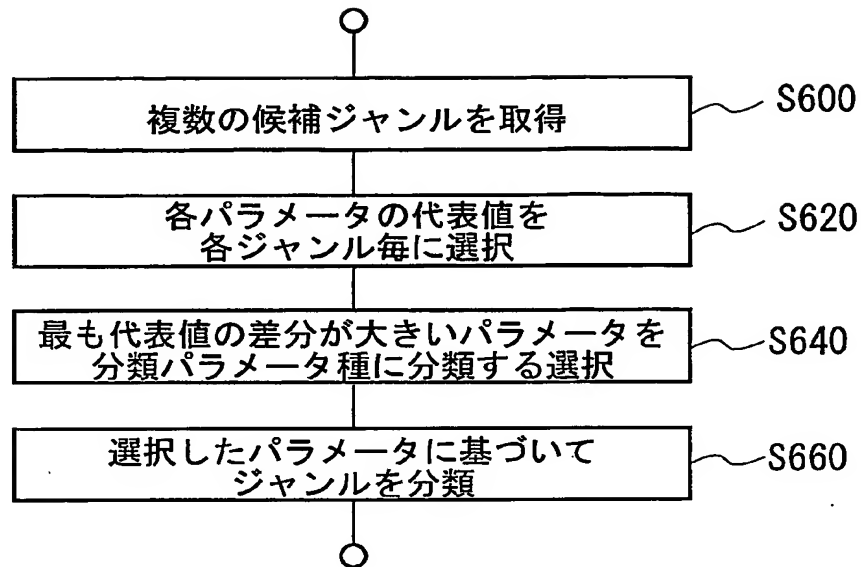 複数の候補ジャンルを取得
S600
各パラメータの代表値を
各ジャンル毎に選択
S620
最も代表値の差分が大きいパラメータを
分類パラメータ種に分類する選択
S640
選択したパラメータに基づいて
ジャンルを分類
S660